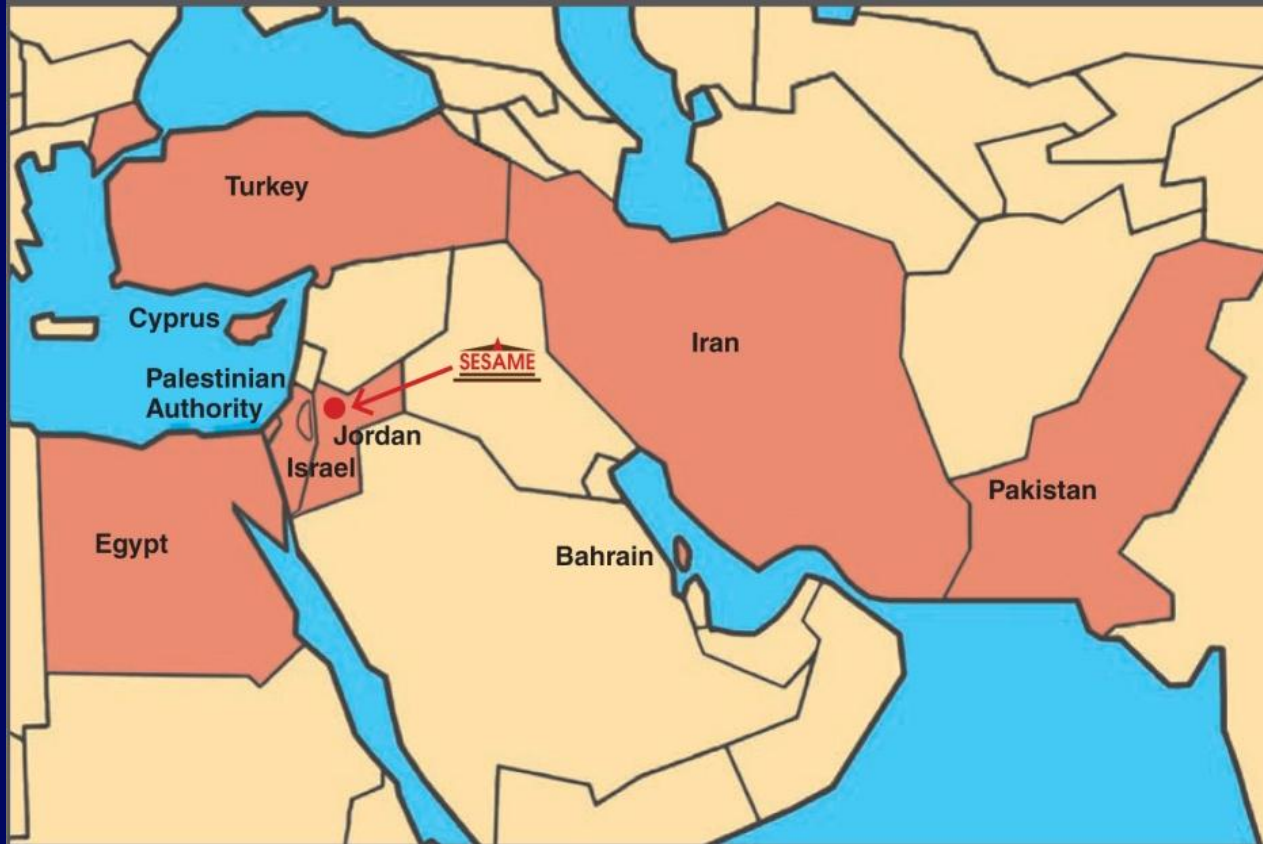 Turkey
Cyprus
Iran
SESAME
Palestinian
Authority
Jordan
Israel
Pakistan
Egypt
Bahrain